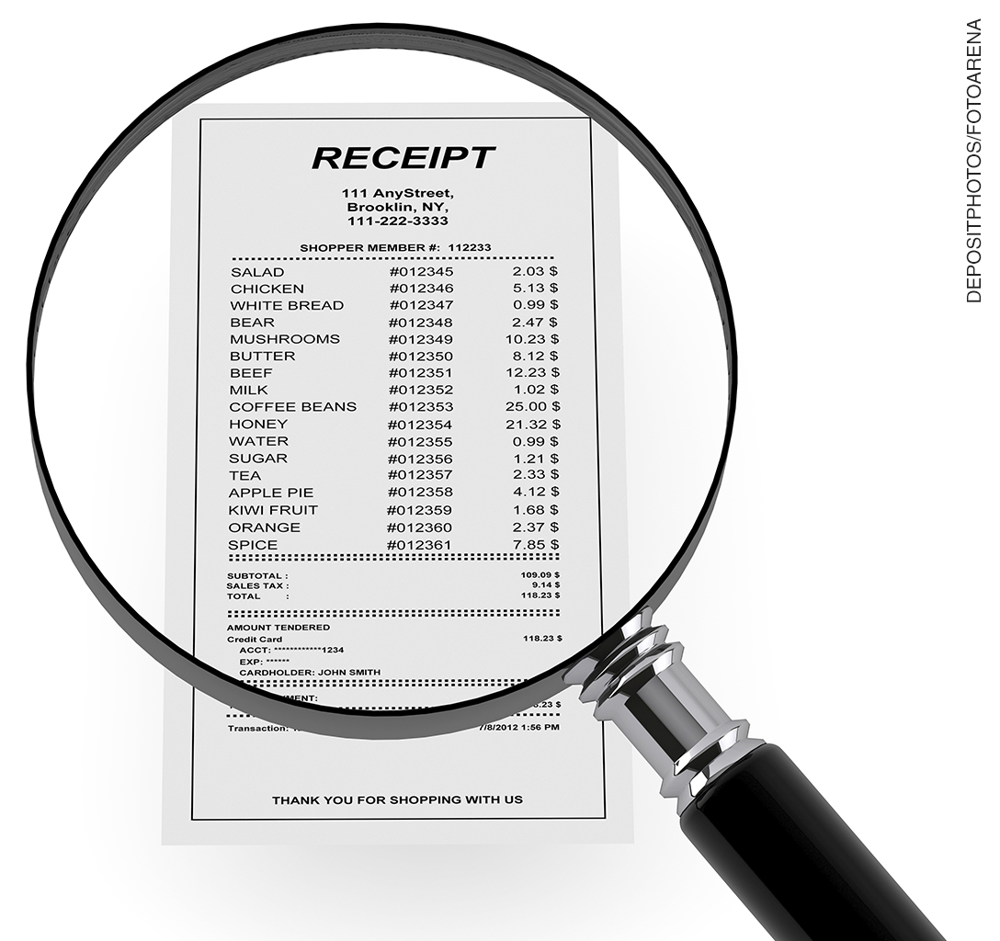 RECEIPT
111 AnyStreet,
Brooklin, NY,
111-222-3333
SHOPPER MEMBER #: 112233
SALAD #012345 2.03 $
CHICKEN #012346 5.13 $
WHITE BREAD #012347 0.99 $
BEAR #012348 2.47 $
MUSHROOMS #012349 10.23 $
BUTTER #012350 8.12 $
BEEF #012351 12.23 $
MILK #012352 1.02 $
COFFEE BEANS #012353 25.00 $
HONEY #012354 21.32 $
WATER #012355 0.99 $
SUGAR #012356 1.21 $
TEA #012357 2.33 $
APPLE PIE #012358 4.12 $
KIWI FRUIT #012359 1.68 $
ORANGE #012360 2.37 $
SPICE #012361 7.85 $
SUBTOTAL : 109.09 $
SALES TAX : 9.14 $
TOTAL : 118.23 $
AMOUNT TENDERED
Credit Card 118.23 $
ACCT: ************1234
EXP: ******
CARDHOLDER: JOHN SMITH
Transaction: 7/8/2012 1:56 PM
THANK YOU FOR SHOPPING WITH US
DEPOSITPHOTOS/FOTOARENA